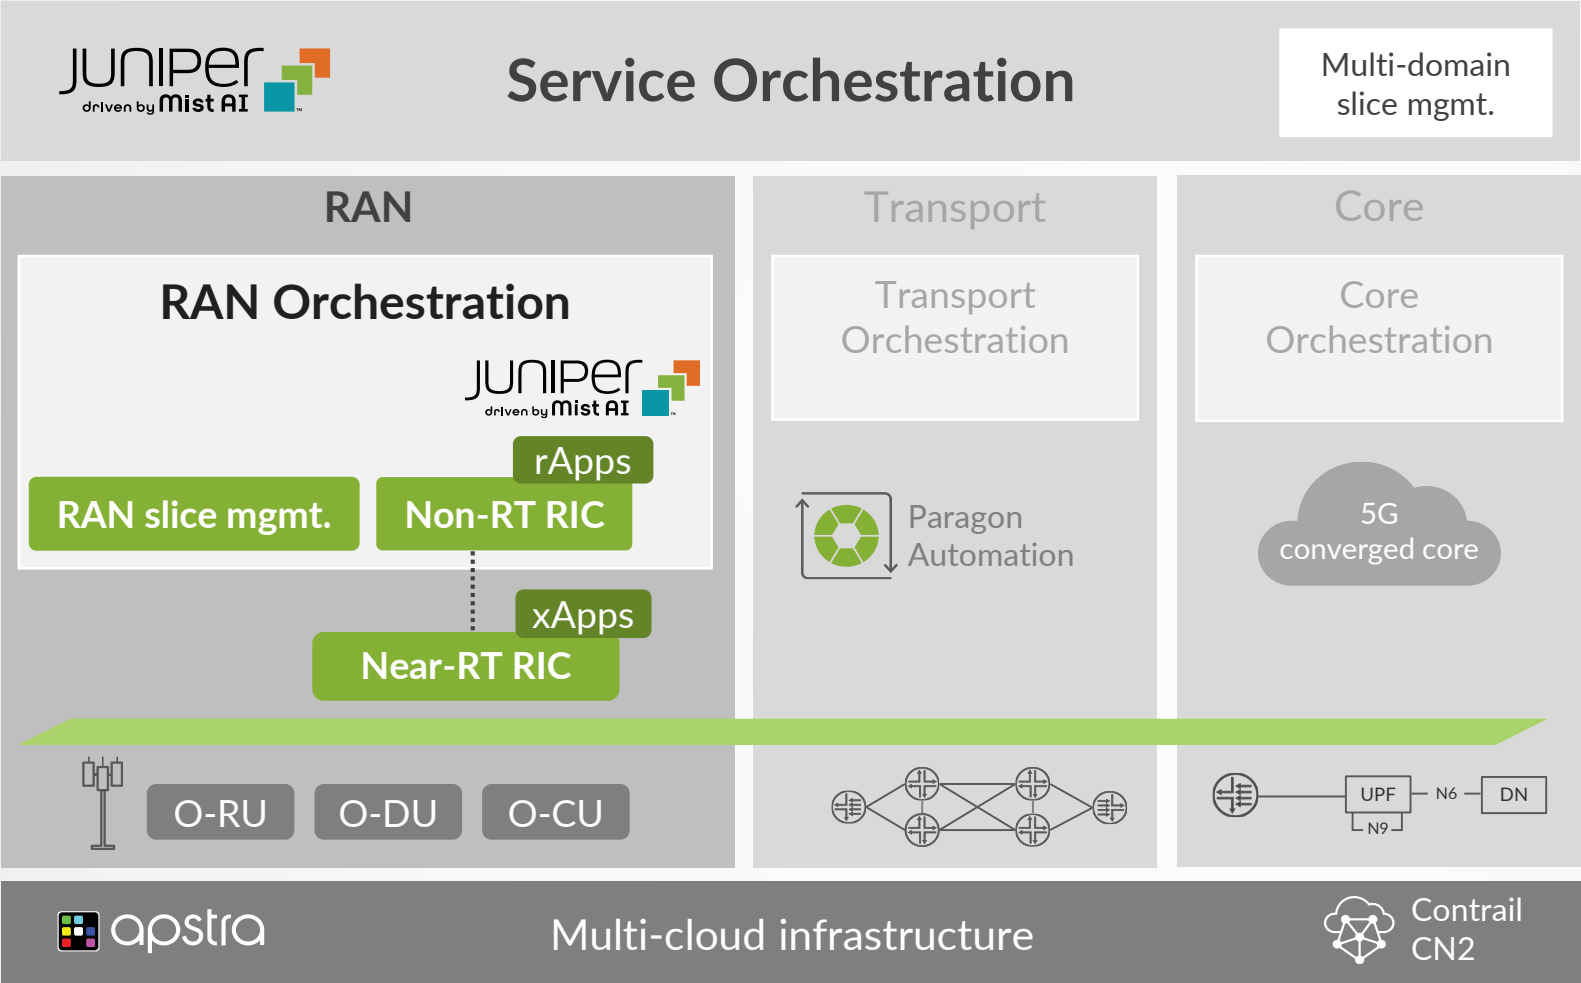 Juniper
driven by Mist AI
™
Service Orchestration
Multi-domain
slice mgmt.
RAN
RAN Orchestration
Juniper
driven by Mist AI
™
rApps
RAN slice mgmt.
Non-RT RIC
xApps
Near-RT RIC
O-RU
O-DU
O-CU
Transport
Transport
Orchestration
Paragon
Automation
Core
Core
Orchestration
5G
converged core
UPF
N6
DN
N9
apstra
Multi-cloud infrastructure
Contrail
CN2